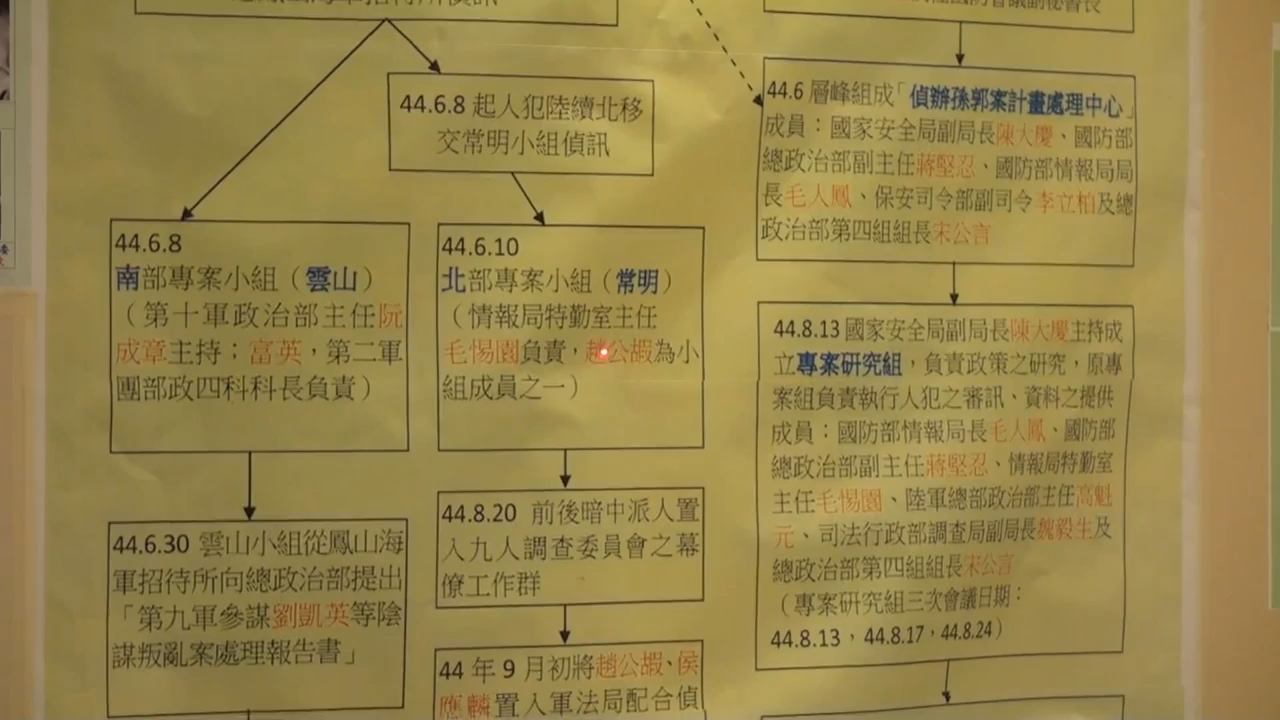 44.6.8 起人犯陸續北移
交常明小組偵訊
44.6 層峰組成「偵辦孫郭案計畫處理中心」
成員：國家安全局副局長陳大慶、國防部
總政治部副主任蔣堅忍、國防部情報局局
長毛人鳳、保安司令部副司令李立柏及總
政治部第四組組長宋公言
44.6.8
南部專案小組（雲山）
（第十軍政治部主任阮
成章主持；富英，第二軍
團部政四科科長負責）
44.6.10
北部專案小組（常明）
（情報局特勤室主任
毛惕園負責，趙公嘏為小
組成員之一）
44.8.13 國家安全局副局長陳大慶主持成
立專案研究組，負責政策之研究，原專
案組負責執行人犯之審訊、資料之提供
成員：國防部情報局長毛人鳳、國防部
總政治部副主任蔣堅忍、情報局特勤室
主任毛惕園、陸軍總部政治部主任高魁
元、司法行政部調查局副局長魏毅生及
總政治部第四組組長宋公言
（專案研究組三次會議日期：
44.8.13，44.8.17，44.8.24）
44.6.30 雲山小組從鳳山海
軍招待所向總政治部提出
「第九軍參謀劉凱英等陰
謀叛亂案處理報告書」
44.8.20 前後暗中派人置
入九人調查委員會之幕
僚工作群
44 年 9 月初將趙公嘏、侯
應麟置入軍法局配合偵